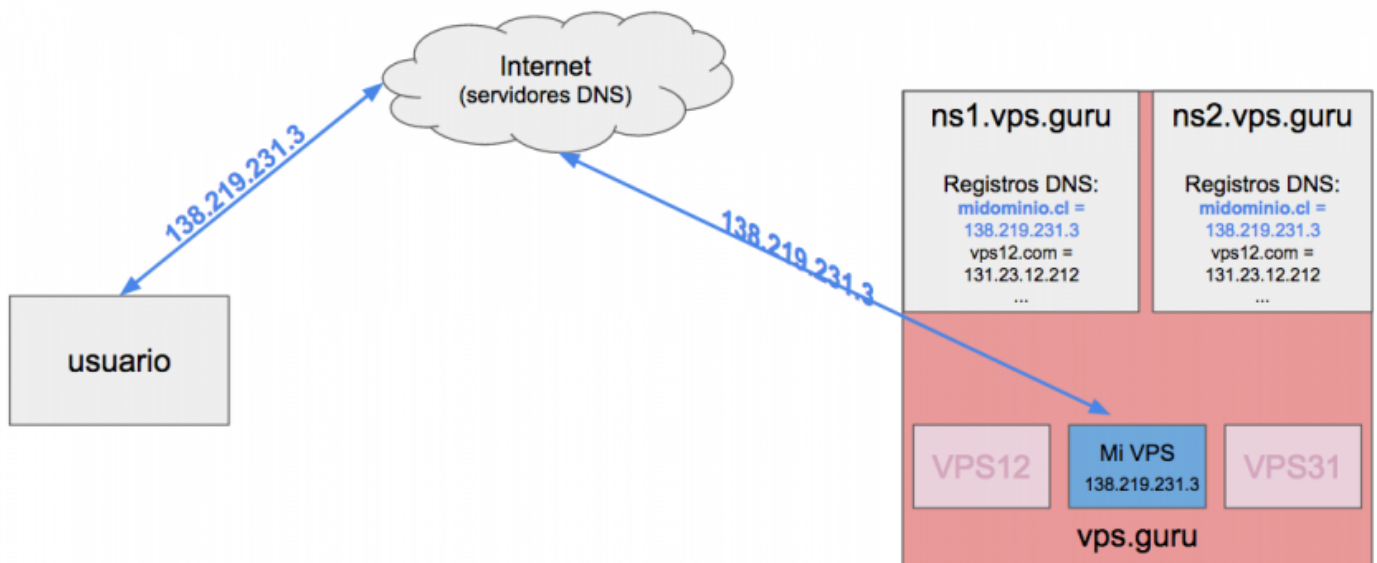 Internet
(servidores DNS)
138.219.231.3
138.219.231.3
usuario
ns1.vps.guru
Registros DNS:
midominio.cl =
138.219.231.3
vps12.com =
131.23.12.212
...
ns2.vps.guru
Registros DNS:
midominio.cl =
138.219.231.3
vps12.com =
131.23.12.212
...
VPS12
Mi VPS
138.219.231.3
VPS31
vps.guru